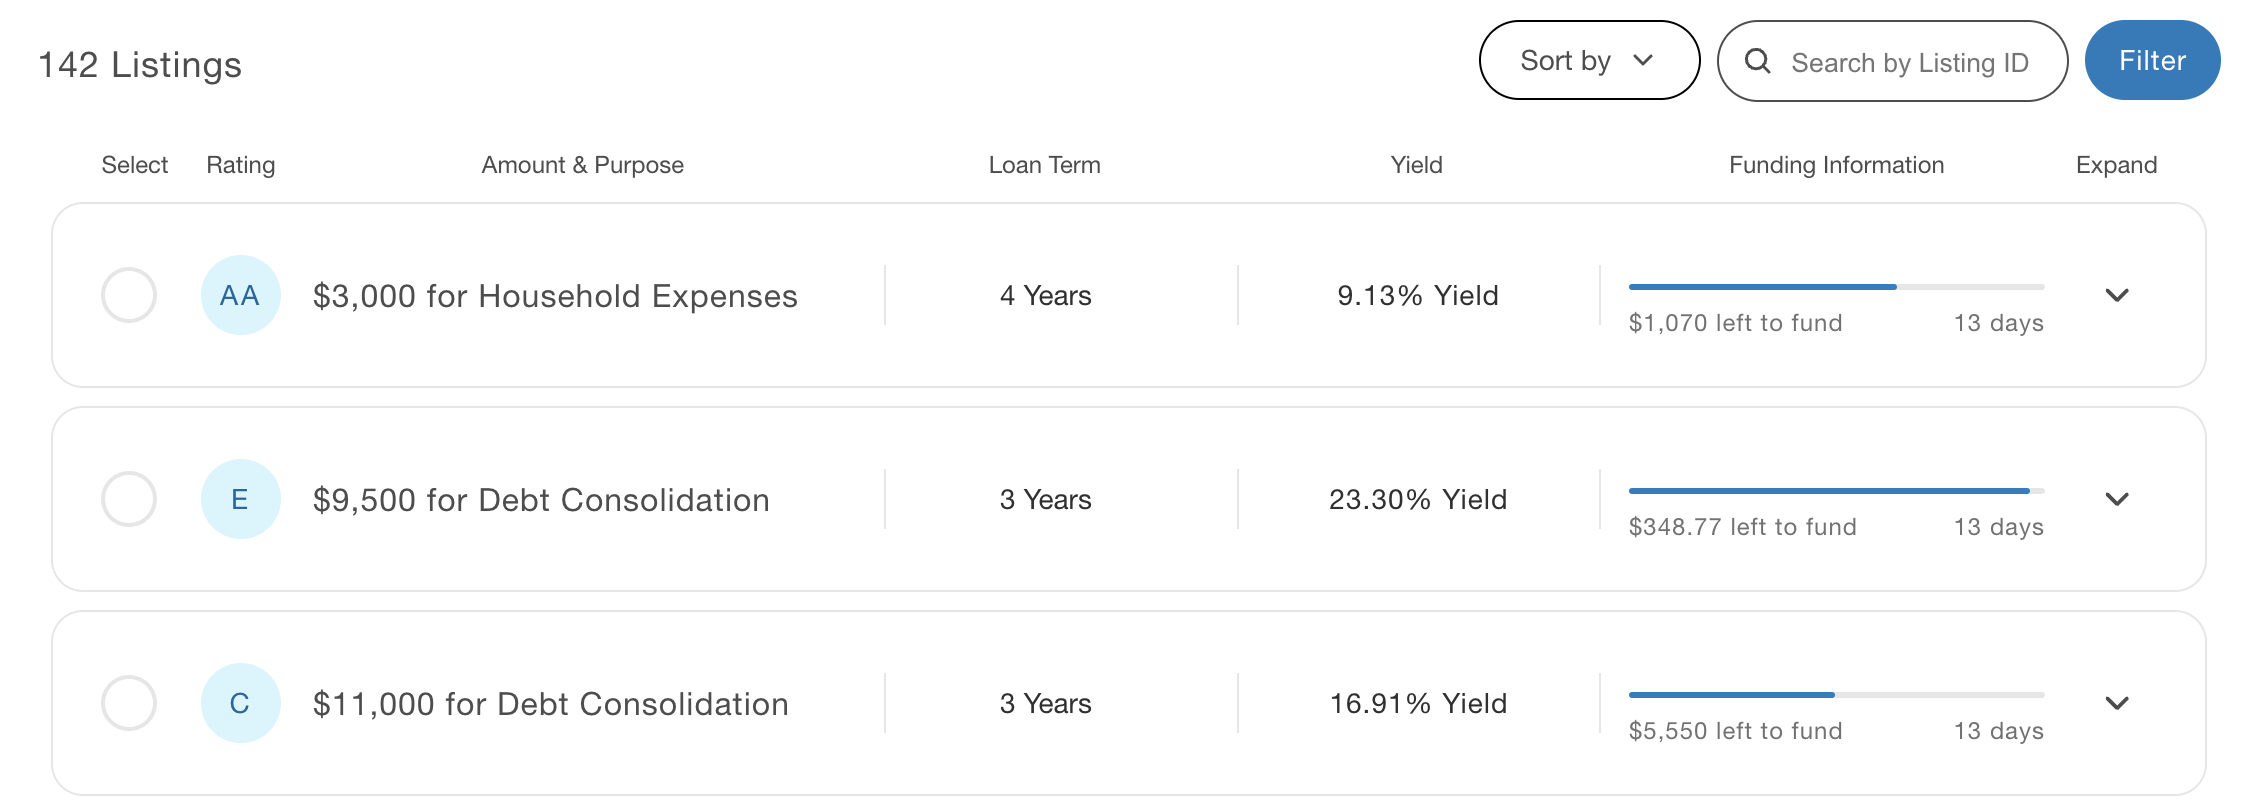 142 Listings
Sort by
Search by Listing ID
Filter
Select Rating Amount & Purpose Loan Term Yield Funding Information Expand
AA $3,000 for Household Expenses 4 Years 9.13% Yield
$1,070 left to fund 13 days
E $9,500 for Debt Consolidation 3 Years 23.30% Yield
$348.77 left to fund 13 days
C $11,000 for Debt Consolidation 3 Years 16.91% Yield
$5,550 left to fund 13 days